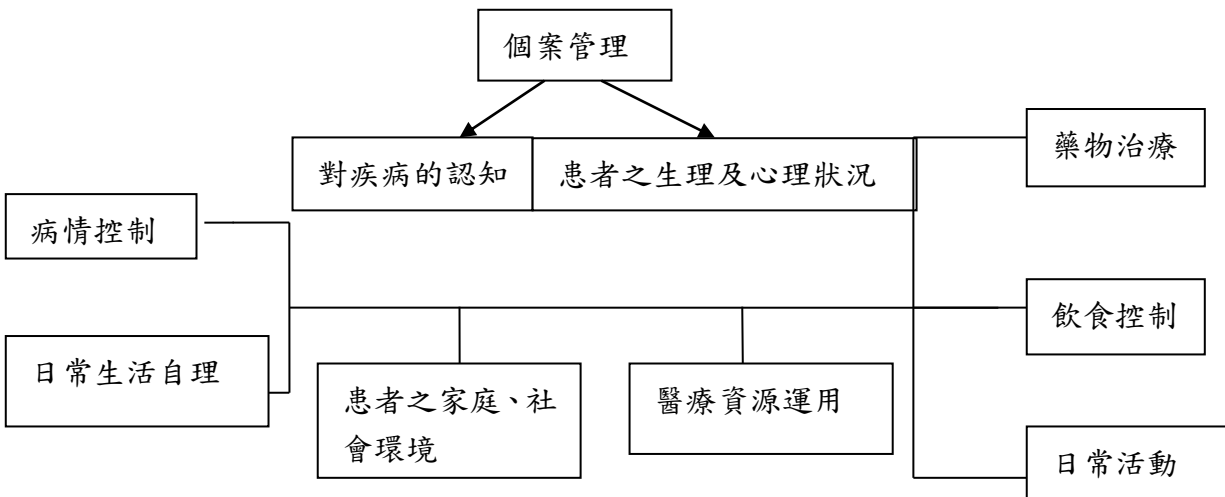 個案管理
對疾病的認知
患者之生理及心理狀況
藥物治療
病情控制
飲食控制
日常生活自理
患者之家庭、社
會環境
醫療資源運用
日常活動